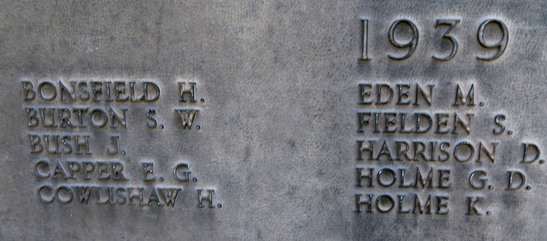 BONSFIELD H.
BURTON S. W.
BUSH J.
CAPPER E. G.
COWLISHAW H.
1939
EDEN M.
FIELDEN S.
HARRISON D.
HOLME G. D.
HOLME K.